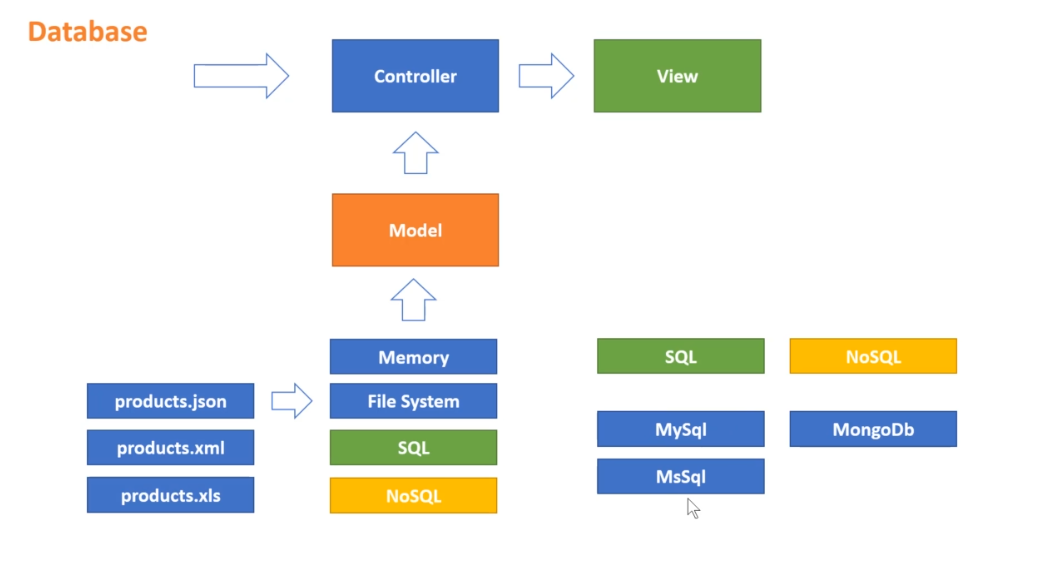 Database
Controller
View
Model
Memory
products.json
File System
products.xml
SQL
products.xls
NoSQL
SQL
NoSQL
MySql
MongoDb
MsSql